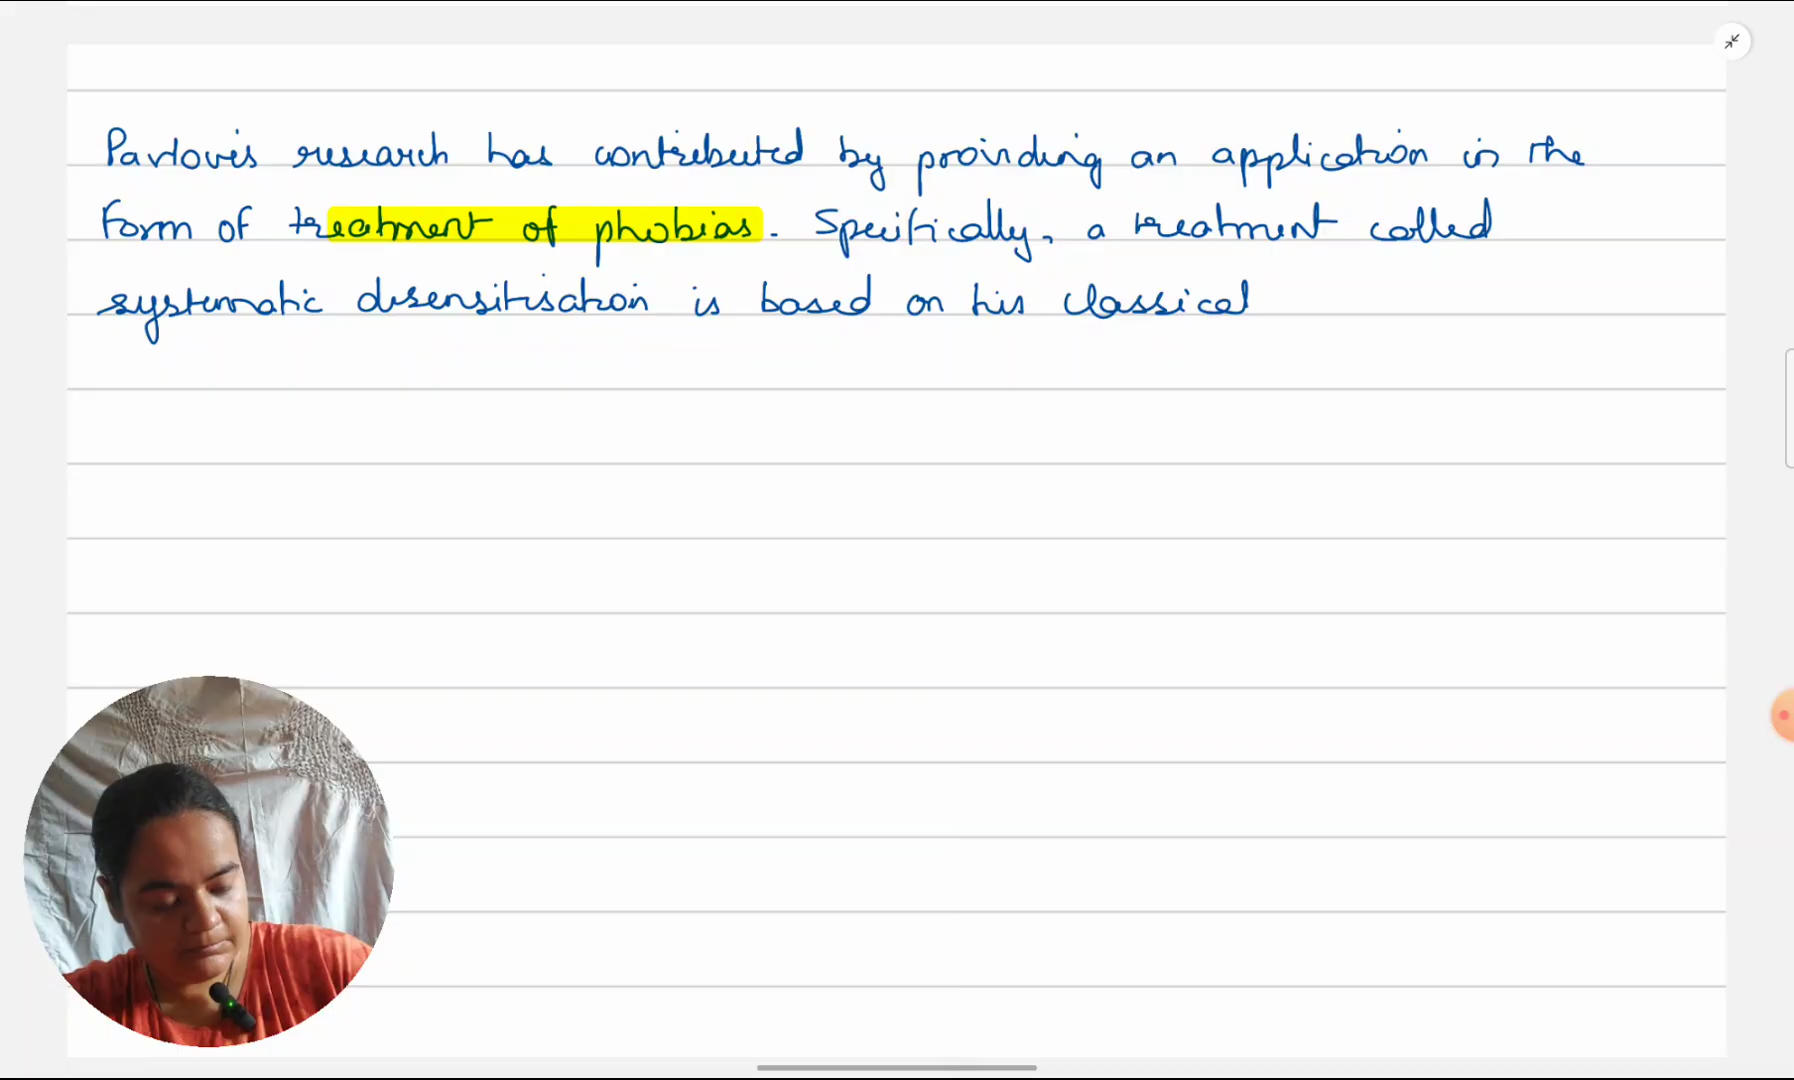 Pavlov's research has contributed by providing an application in the
form of treatment of phobias. Specifically, a treatment called
systematic desensitisation is based on his classical